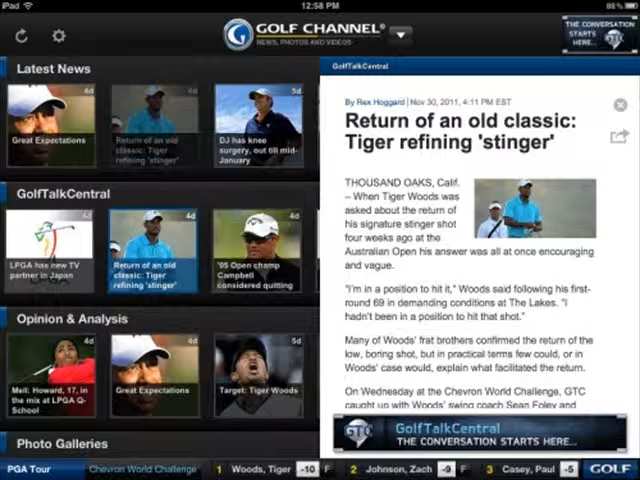 iPad
12:58 PM
86%
GOLF CHANNEL
NEWS, PHOTOS AND VIDEOS
THE CONVERSATION
STARTS
HERE...
GTC
Latest News
4d
Great Expectations
4d
Return of an old
classic: Tiger
refining 'stinger'
3d
DJ has knee
surgery, out till mid-
January
GolfTalkCentral
4d
LPGA has new TV
partner in Japan
4d
Return of an old
classic: Tiger
refining 'stinger'
4d
'05 Open champ
Campbell
considered quitting
Opinion & Analysis
4d
Mell: Howard, 17, in
the mix at LPGA Q-
School
4d
Great Expectations
5d
Target: Tiger Woods
Photo Galleries
GolfTalkCentral
By Rex Hoggard | Nov 30, 2011, 4:11 PM EST
Return of an old classic:
Tiger refining 'stinger'
THOUSAND OAKS, Calif.
– When Tiger Woods was
asked about the return of
his signature stinger shot
four weeks ago at the
Australian Open his answer was all at once encouraging
and vague.
"I'm in a position to hit it," Woods said following his first-
round 69 in demanding conditions at The Lakes. "I
hadn't been in a position to hit that shot."
Many of Woods' frat brothers confirmed the return of the
low, boring shot, but in practical terms few could, or in
Woods' case would, explain what facilitated the return.
On Wednesday at the Chevron World Challenge, GTC
caught up with Woods' swing coach Sean Foley and
GTC
GolfTalkCentral
THE CONVERSATION STARTS HERE...
PGA Tour Chevron World Challenge 1 Woods, Tiger -10 F 2 Johnson, Zach -9 F 3 Casey, Paul -5 GOLF